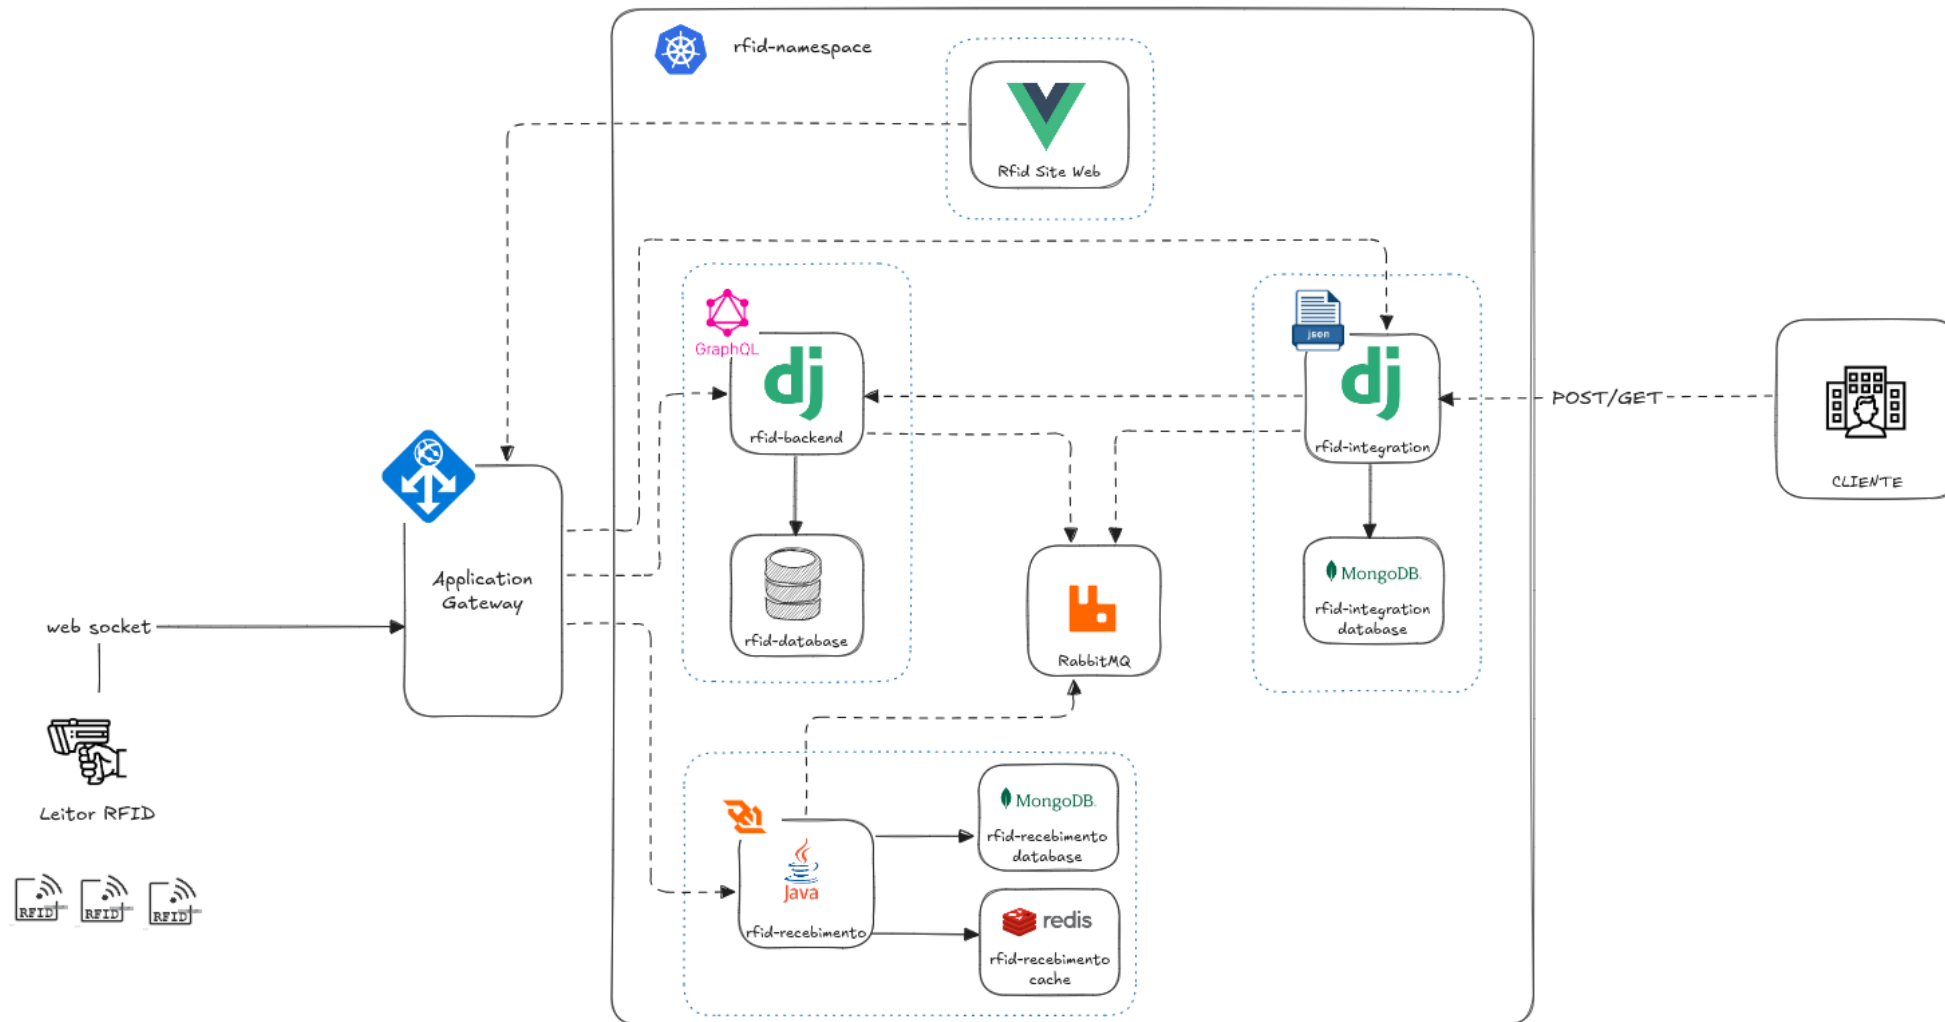 rfid-namespace
Rfid Site Web
GraphQL
dj
rfid-backend
json
dj
rfid-integration
POST/GET
CLIENTE
Application
Gateway
web socket
rfid-database
RabbitMQ
MongoDB.
rfid-integration
database
Leitor RFID
RFID
RFID
RFID
Java
rfid-recebimento
MongoDB.
rfid-recebimento
database
redis
rfid-recebimento
cache